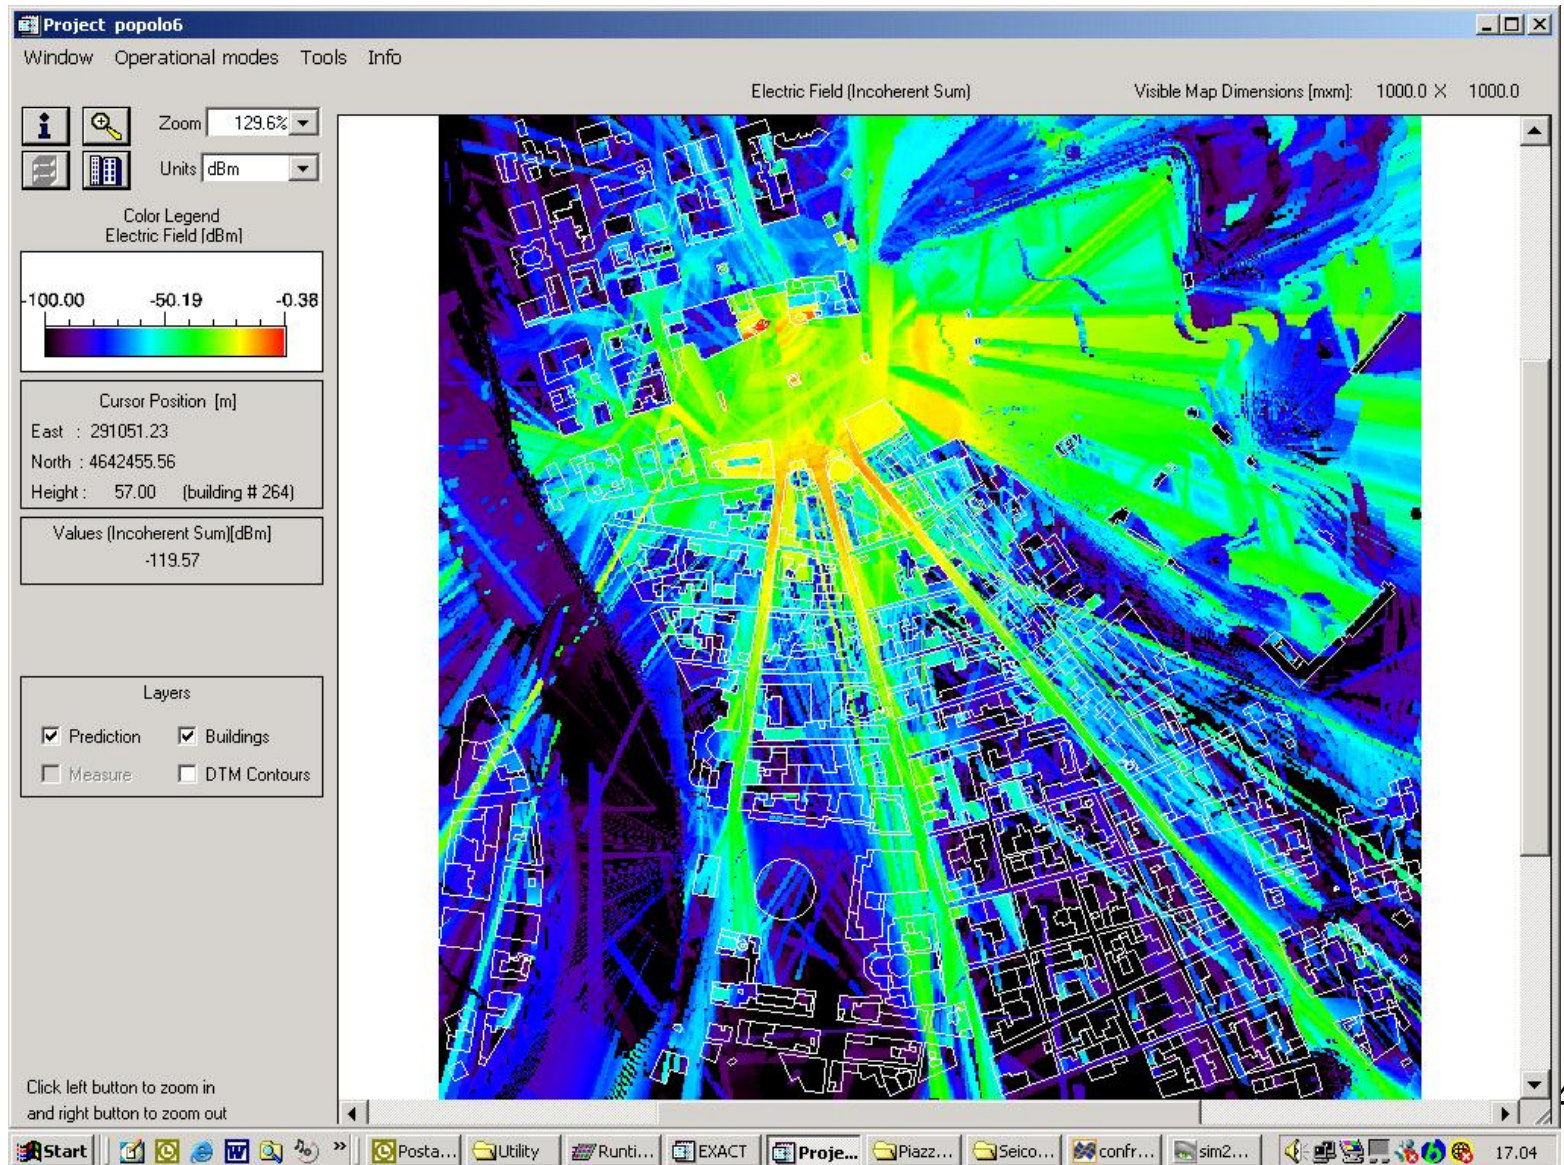 Project popolo6
Window Operational modes Tools Info
Electric Field (Incoherent Sum) Visible Map Dimensions [mxm]: 1000.0 X 1000.0
Zoom 129.6%
Units dBm
Color Legend
Electric Field [dBm]
-100.00 -50.19 -0.38
Cursor Position [m]
East : 291051.23
North : 4642455.56
Height : 57.00 (building # 264)
Values (Incoherent Sum)[dBm]
-119.57
Layers
Prediction Buildings
Measure DTM Contours
Click left button to zoom in
and right button to zoom out
Start » Posta... Utility Runti... EXACT Proje... Piazz... Seico... confr... sim2... 17.04